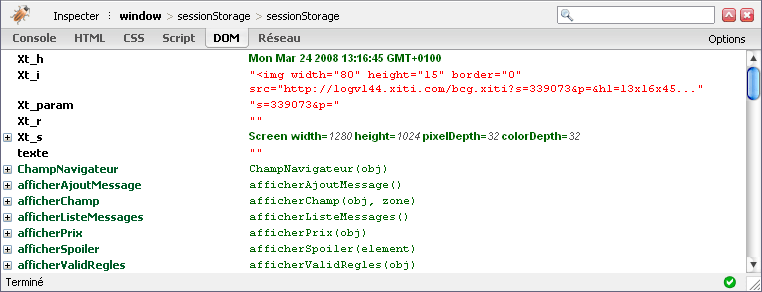 Inspecter window > sessionStorage > sessionStorage
Console HTML CSS Script DOM Réseau Options
Xt_h Mon Mar 24 2008 13:16:45 GMT+0100
Xt_i "<img width="80" height="15" border="0"
src="http://logv144.xiti.com/bcg.xiti?s=339073&p=&hl=13x16x45..."
Xt_param "s=339073&p="
Xt_r ""
Xt_s Screen width=1280 height=1024 pixelDepth=32 colorDepth=32
texte ""
ChampNavigateur ChampNavigateur(obj)
afficherAjoutMessage afficherAjoutMessage()
afficherChamp afficherChamp(obj, zone)
afficherListeMessages afficherListeMessages()
afficherPrix afficherPrix(obj)
afficherSpoiler afficherSpoiler(element)
afficherValidRegles afficherValidRegles(obj)
Terminé